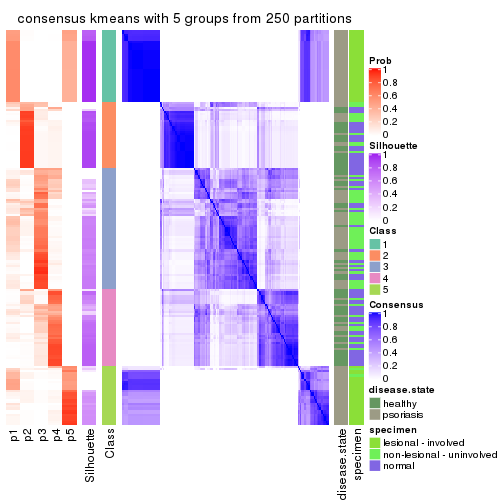 consensus kmeans with 5 groups from 250 partitions
Prob
1
0.8
0.6
0.4
0.2
0
Silhouette
1
0.8
0.6
0.4
0.2
0
Class
1
2
3
4
5
Consensus
1
0.8
0.6
0.4
0.2
0
disease.state
healthy
psoriasis
specimen
lesional - involved
non-lesional - uninvolved
normal
p1
p2
p3
p4
p5
Silhouette
Class
disease.state
specimen